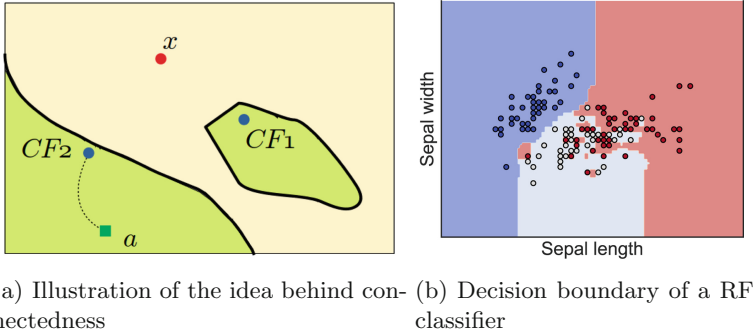 x
CF1
CF2
a
Sepal width
Sepal length
a) Illustration of the idea behind con-
nectedness
(b) Decision boundary of a RF
classifier